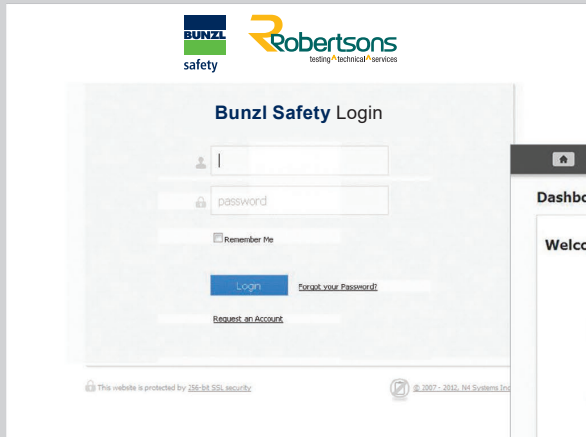 BUNZL
safety
Robertsons
testing technical services
Bunzl Safety Login
password
Remember Me
Login Forgot your Password?
Request an Account
This website is protected by 256-bit SSL security
© 2007 - 2012, N4 Systems Inc
Dashbo
Welco